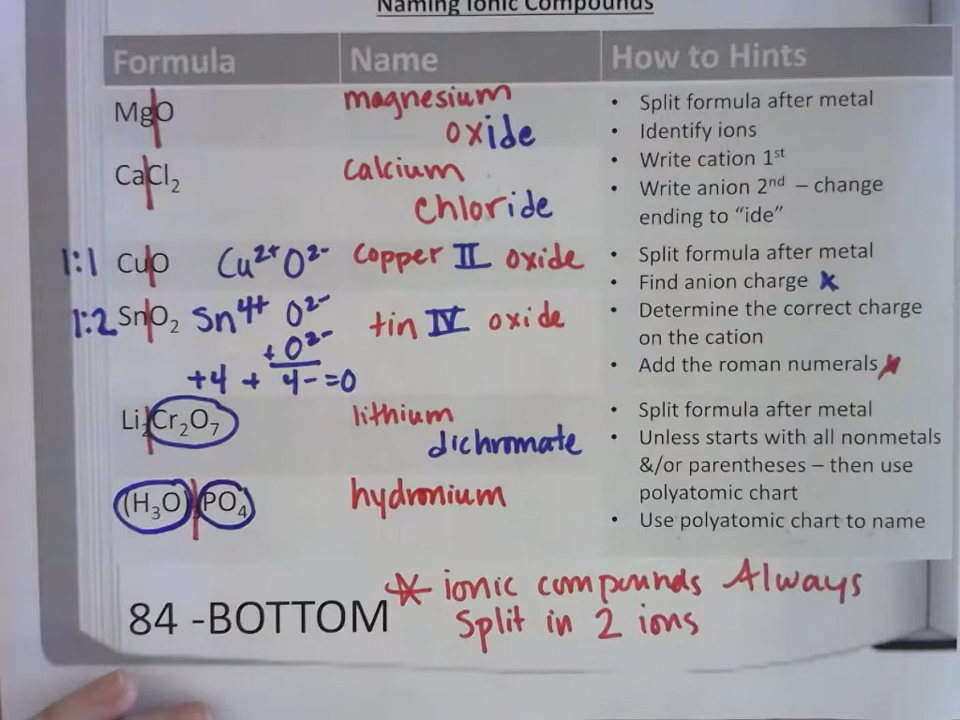 Naming Ionic Compounds
Formula Name How to Hints
MgO magnesium oxide
• Split formula after metal
• Identify ions
• Write cation 1st
• Write anion 2nd – change
ending to “ide”
CaCl2 calcium chloride
1:1 CuO Cu2+ O2- copper II oxide
• Split formula after metal
• Find anion charge x
• Determine the correct charge
on the cation
• Add the roman numerals
1:2 SnO2 Sn4+ O2- tin IV oxide
+ O2-
+4 + 4- =0
Li2Cr2O7 lithium dichromate
• Split formula after metal
• Unless starts with all nonmetals
&/or parentheses – then use
polyatomic chart
• Use polyatomic chart to name
(H3O) PO4 hydronium
* ionic compounds Always
Split in 2 ions
84 -BOTTOM